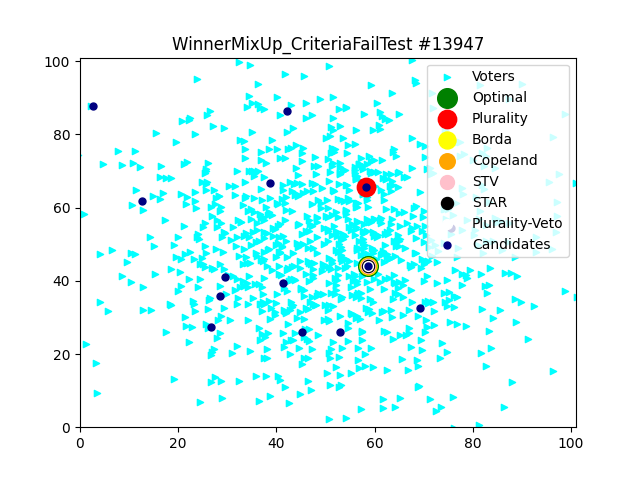 WinnerMixUp_CriteriaFailTest #13947
100
80
60
40
20
0
0
20
40
60
80
100
Voters
Optimal
Plurality
Borda
Copeland
STV
STAR
Plurality-Veto
Candidates